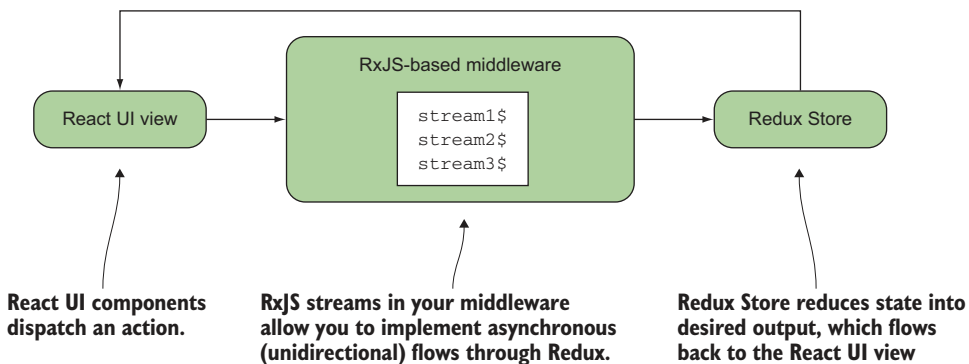 RxJS-based middleware
React UI view
stream1$
stream2$
stream3$
Redux Store
React UI components
dispatch an action.
RxJS streams in your middleware
allow you to implement asynchronous
(unidirectional) flows through Redux.
Redux Store reduces state into
desired output, which flows
back to the React UI view